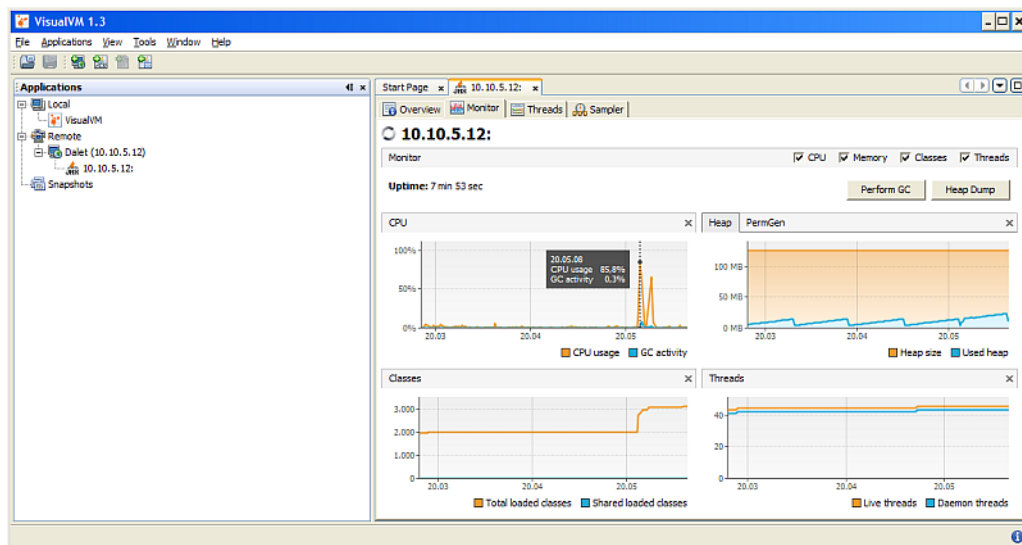 VisualVM 1.3
File Applications View Tools Window Help
Applications
Local
VisualVM
Remote
Dalet (10.10.5.12)
10.10.5.12:
Snapshots
Start Page 10.10.5.12:
Overview Monitor Threads Sampler
10.10.5.12:
Monitor CPU Memory Classes Threads
Uptime: 7 min 53 sec Perform GC Heap Dump
CPU
100%
50%
0%
20.05.08
CPU usage 85,8%
GC activity 0,3%
20.03 20.04 20.05
CPU usage GC activity
Heap PermGen
100 MB
50 MB
0 MB
20.03 20.04 20.05
Heap size Used heap
Classes
3.000
2.000
1.000
0
20.03 20.04 20.05
Total loaded classes Shared loaded classes
Threads
40
20
0
20.03 20.04 20.05
Live threads Daemon threads